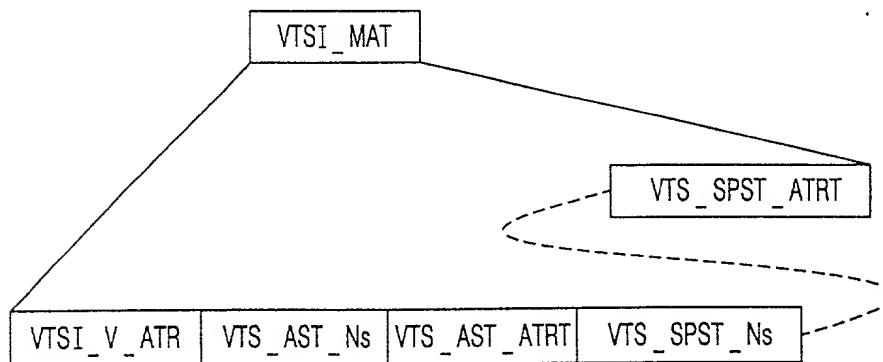 VTSI_MAT
VTS_SPST_ATRT
VTSI_V_ATR VTS_AST_Ns VTS_AST_ATRT VTS_SPST_Ns